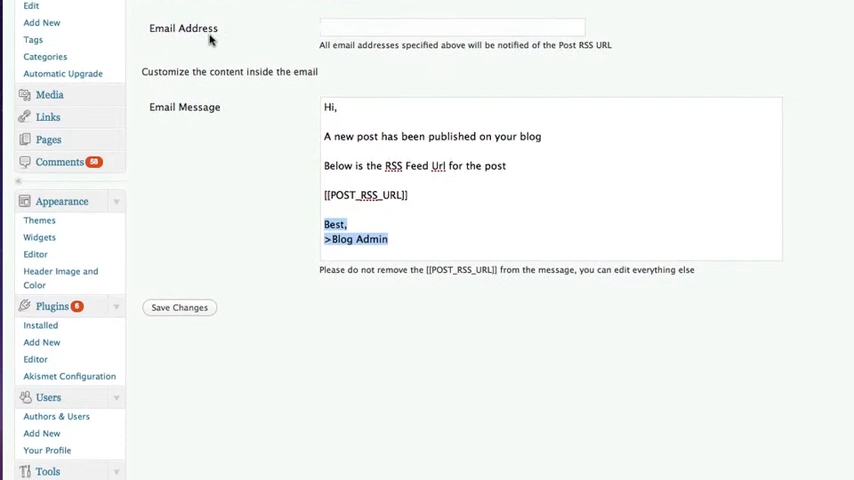 Edit
Add New
Tags
Categories
Automatic Upgrade
Media
Links
Pages
Comments 58
Appearance
Themes
Widgets
Editor
Header Image and
Color
Plugins 6
Installed
Add New
Editor
Akismet Configuration
Users
Authors & Users
Add New
Your Profile
Tools
Email Address
All email addresses specified above will be notified of the Post RSS URL
Customize the content inside the email
Email Message
Hi,
A new post has been published on your blog
Below is the RSS Feed Url for the post
[[POST_RSS_URL]]
Best,
>Blog Admin
Please do not remove the [[POST_RSS_URL]] from the message, you can edit everything else
Save Changes